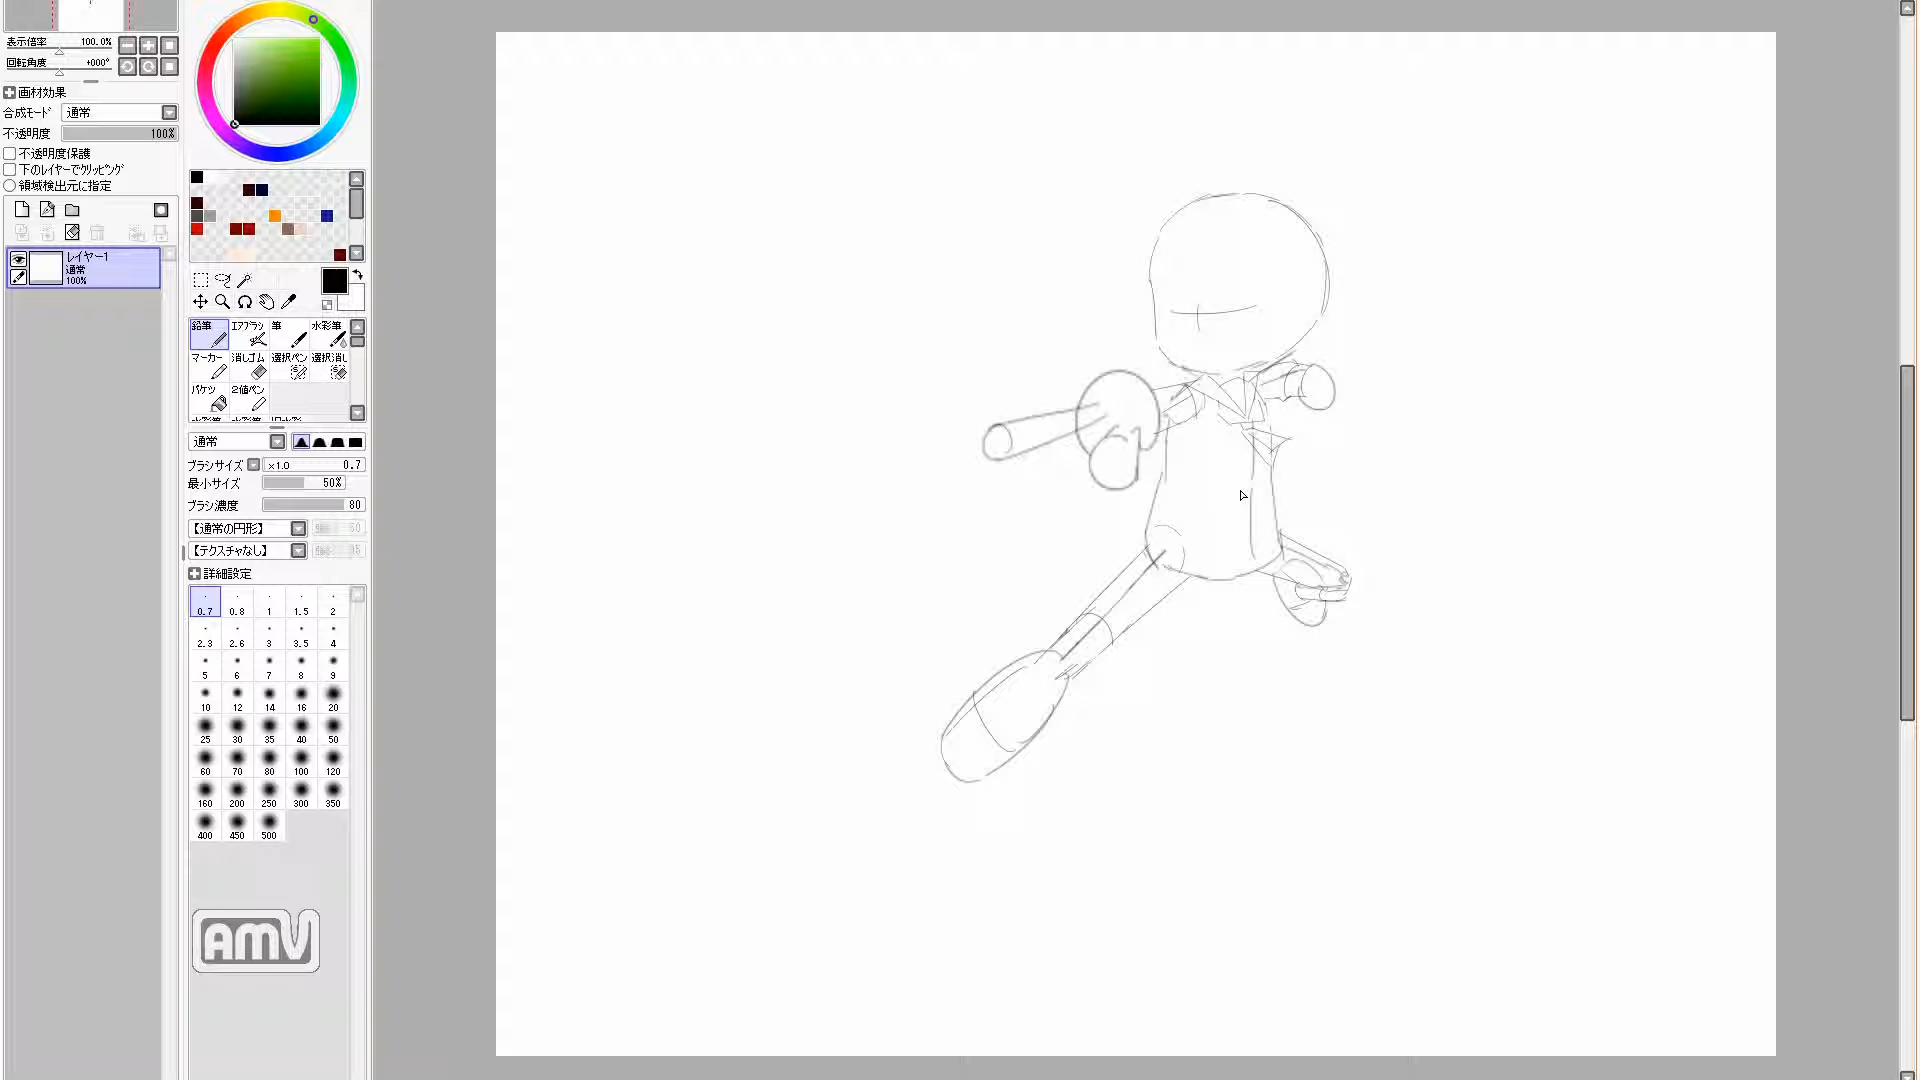 表示倍率 100.0%
回転角度 +000°
画材効果
合成モード 通常
不透明度 100%
不透明度保護
下のレイヤーでクリッピング
領域検出元に指定
レイヤー1
通常
100%
鉛筆 エアブラシ 筆 水彩筆
マーカー 消しゴム 選択ペン 選択消し
バケツ 2値ペン
通常
ブラシサイズ ×1.0 0.7
最小サイズ 50%
ブラシ濃度 80
【通常の円形】 50
【テクスチャなし】 95
詳細設定
0.7 0.8 1 1.5 2
2.3 2.6 3 3.5 4
5 6 7 8 9
10 12 14 16 20
25 30 35 40 50
60 70 80 100 120
160 200 250 300 350
400 450 500
AMV